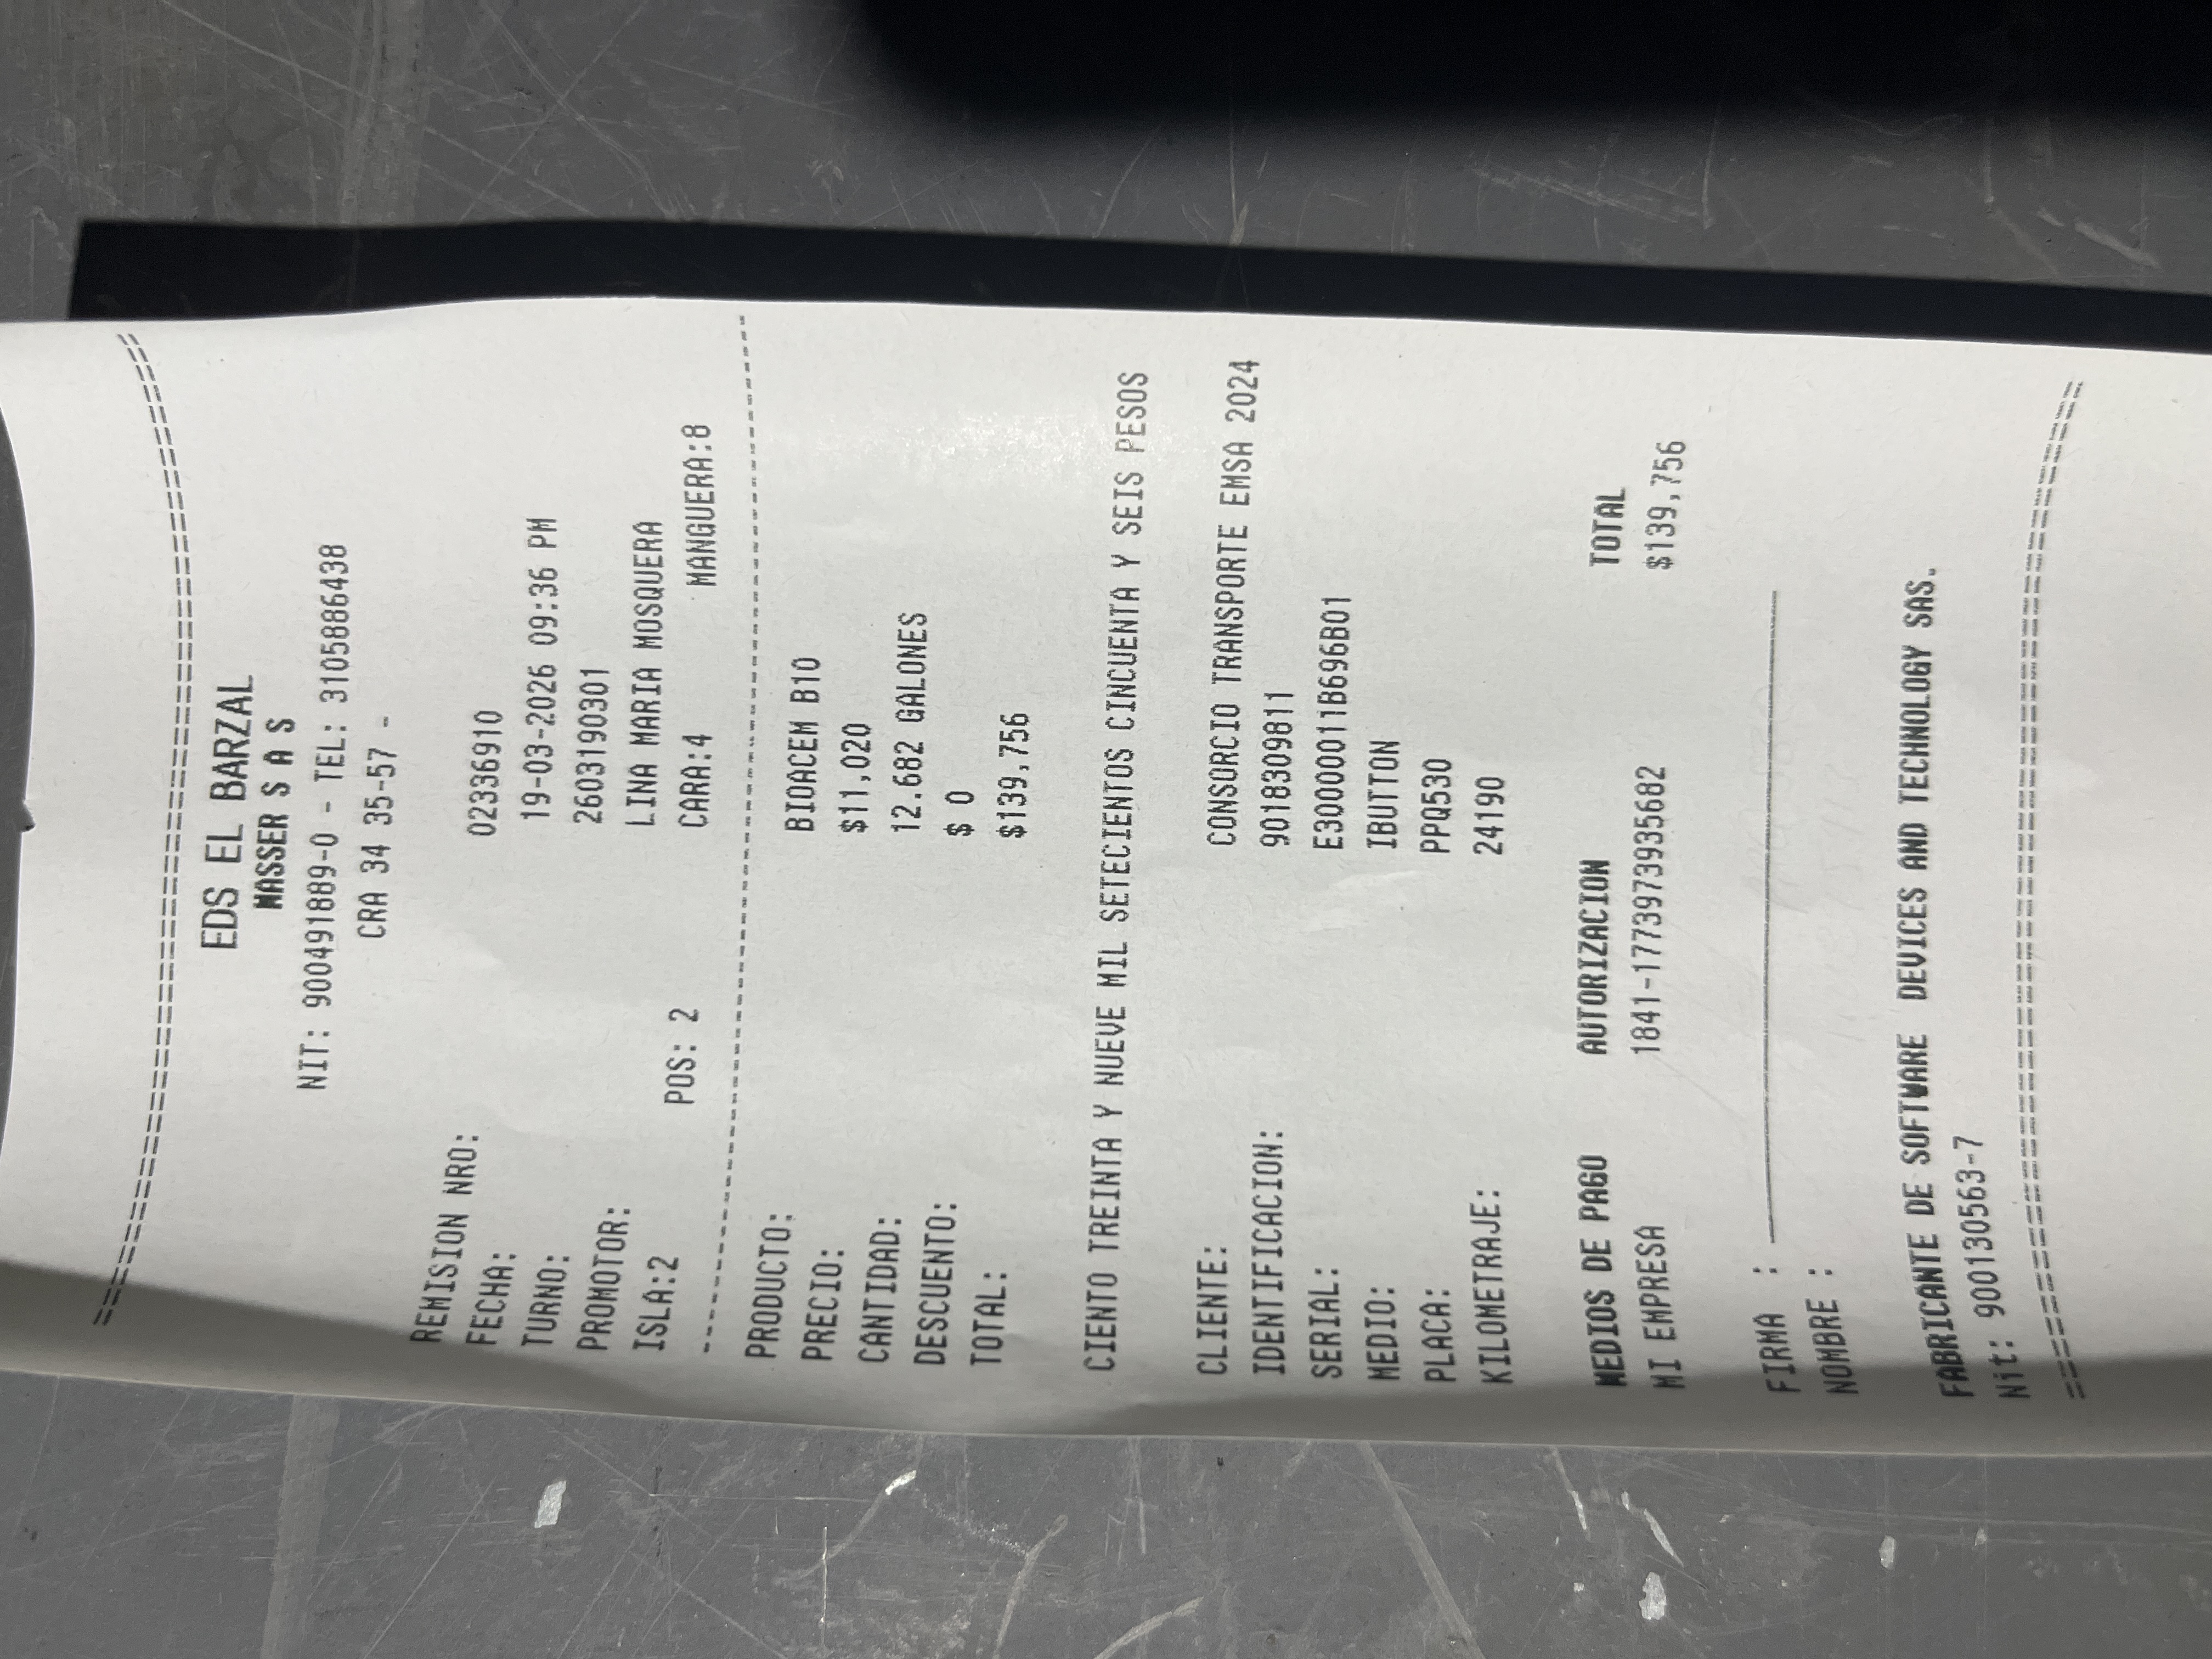 ================================================
EDS EL BARZAL
MASSER S A S
NIT: 900491889-0 - TEL: 3105886438
CRA 34 35-57 -
REMISION NRO: 02336910
FECHA: 19-03-2026 09:36 PM
TURNO: 2603190301
PROMOTOR: LINA MARIA MOSQUERA
ISLA:2 POS: 2 CARA:4 MANGUERA:8
------------------------------------------------
PRODUCTO: BIOACEM B10
PRECIO: $11,020
CANTIDAD: 12.682 GALONES
DESCUENTO: $ 0
TOTAL: $139,756
CIENTO TREINTA Y NUEVE MIL SETECIENTOS CINCUENTA Y SEIS PESOS
CLIENTE: CONSORCIO TRANSPORTE EMSA 2024
IDENTIFICACION: 9018309811
SERIAL: E30000011B696B01
MEDIO: IBUTTON
PLACA: PPQ530
KILOMETRAJE: 24190
MEDIOS DE PAGO AUTORIZACION TOTAL
MI EMPRESA 1841-1773973935682 $139,756
FIRMA :
NOMBRE :
FABRICANTE DE SOFTWARE DEVICES AND TECHNOLOGY SAS.
Nit: 900130563-7
================================================